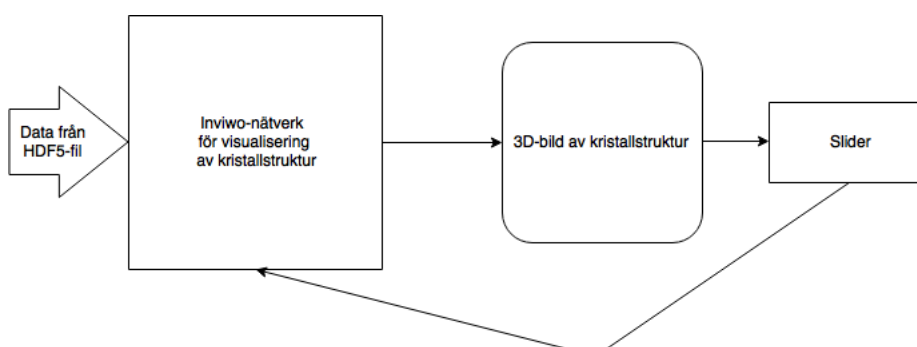 Data från
HDF5-fil
Inviwo-nätverk
för visualisering
av kristallstruktur
3D-bild av kristallstruktur
Slider